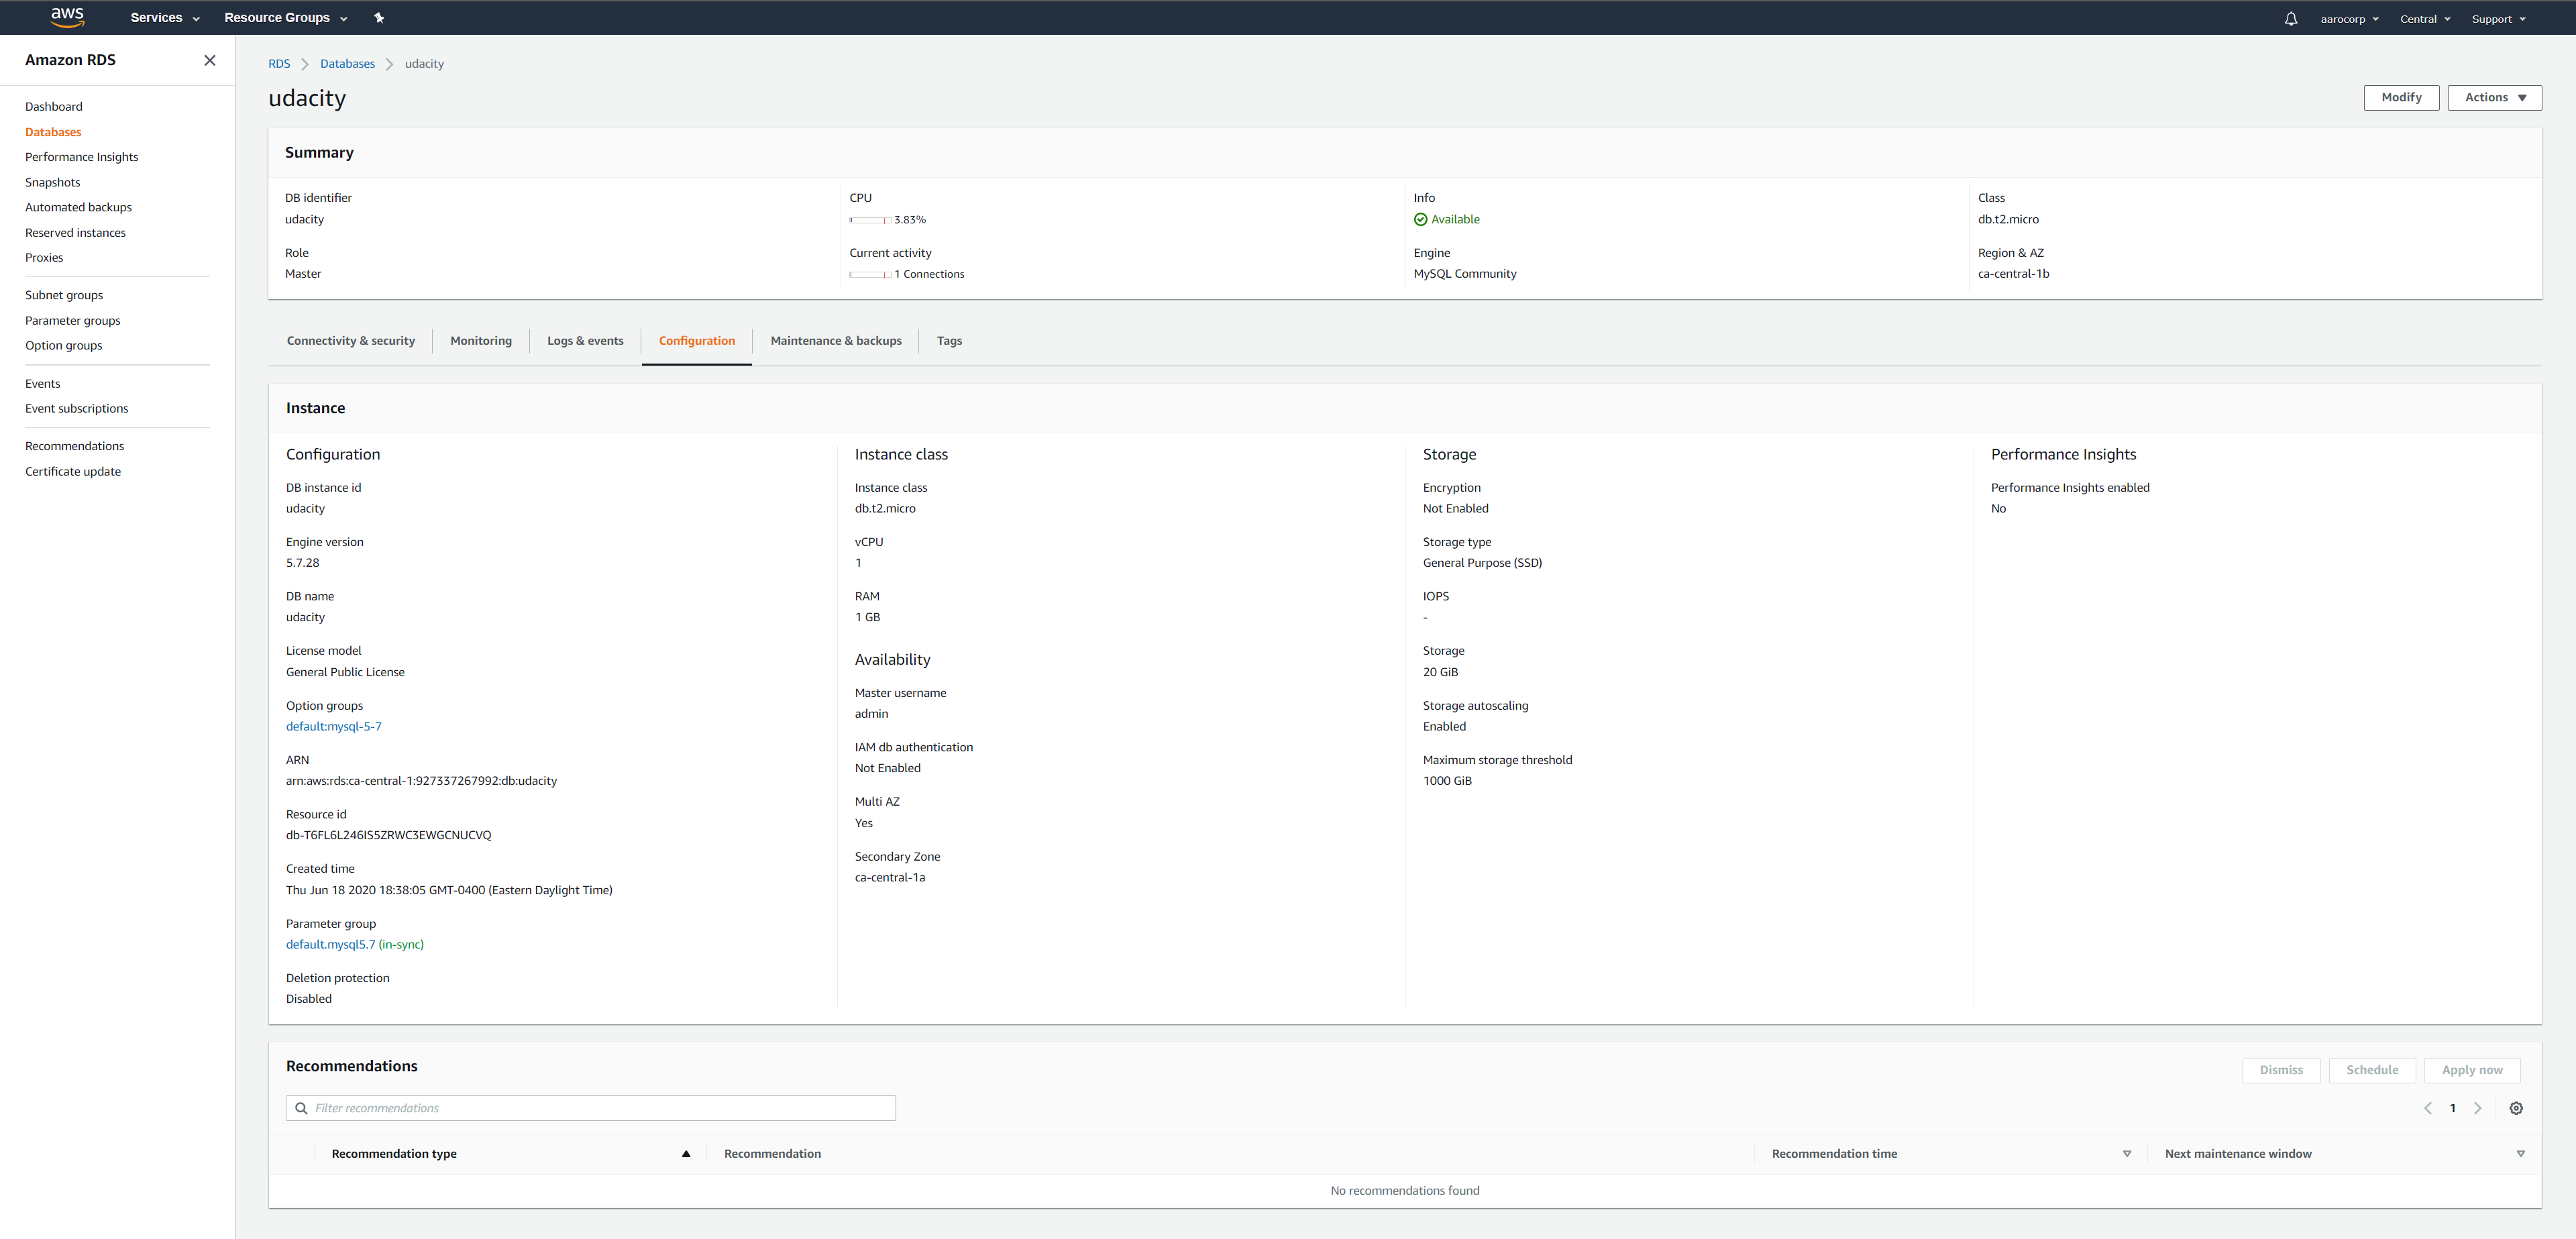 aws
Services
Resource Groups
aarocorp
Central
Support
Amazon RDS
Dashboard
Databases
Performance Insights
Snapshots
Automated backups
Reserved instances
Proxies
Subnet groups
Parameter groups
Option groups
Events
Event subscriptions
Recommendations
Certificate update
RDS
Databases
udacity
udacity
Modify
Actions
Summary
DB identifier
udacity
Role
Master
CPU
3.83%
Current activity
1 Connections
Info
Available
Engine
MySQL Community
Class
db.t2.micro
Region & AZ
ca-central-1b
Connectivity & security
Monitoring
Logs & events
Configuration
Maintenance & backups
Tags
Instance
Configuration
DB instance id
udacity
Engine version
5.7.28
DB name
udacity
License model
General Public License
Option groups
default:mysql-5-7
ARN
arn:aws:rds:ca-central-1:927337267992:db:udacity
Resource id
db-T6FL6L246IS5ZRWC3EWGCNUCVQ
Created time
Thu Jun 18 2020 18:38:05 GMT-0400 (Eastern Daylight Time)
Parameter group
default.mysql5.7 (in-sync)
Deletion protection
Disabled
Instance class
Instance class
db.t2.micro
vCPU
1
RAM
1 GB
Availability
Master username
admin
IAM db authentication
Not Enabled
Multi AZ
Yes
Secondary Zone
ca-central-1a
Storage
Encryption
Not Enabled
Storage type
General Purpose (SSD)
IOPS
-
Storage
20 GiB
Storage autoscaling
Enabled
Maximum storage threshold
1000 GiB
Performance Insights
Performance Insights enabled
No
Recommendations
Dismiss
Schedule
Apply now
Filter recommendations
1
Recommendation type
Recommendation
Recommendation time
Next maintenance window
No recommendations found